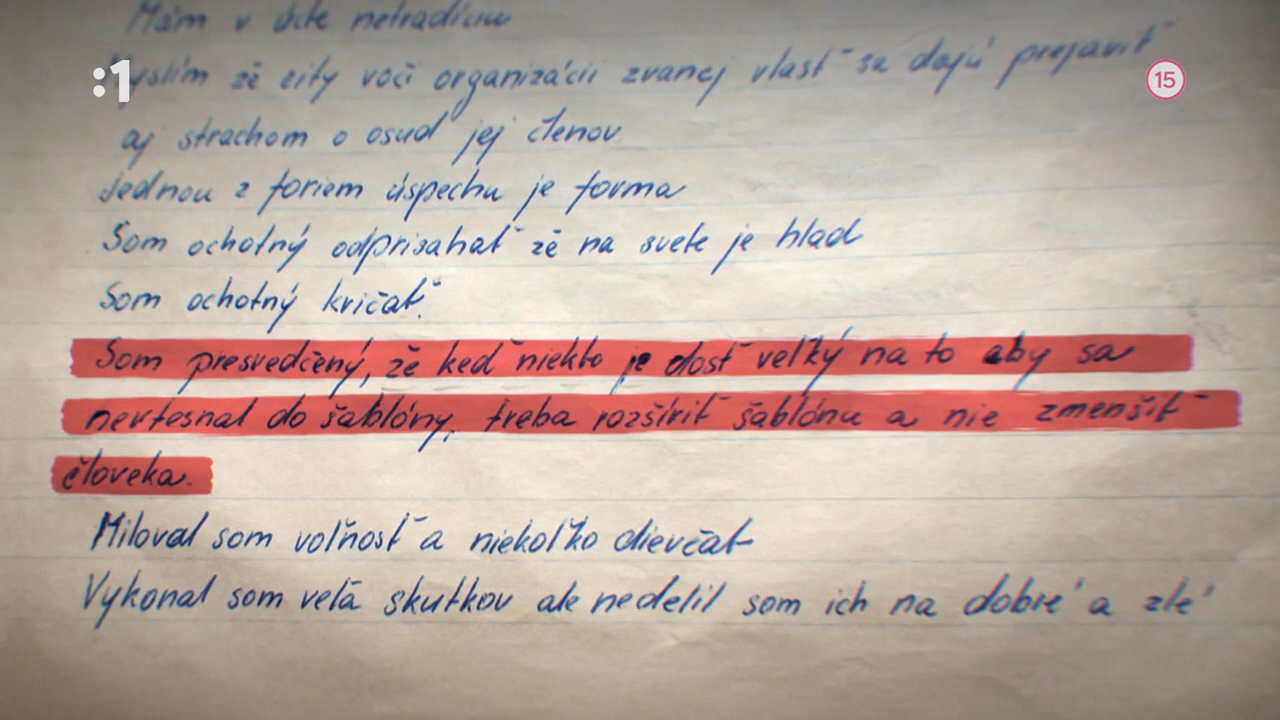 Mám v úcte netradíciu
Myslím že city voči organizácii zvanej vlasť sa dajú prejaviť
:1
15
aj strachom o osud jej členov
Jednou z foriem úspechu je forma
Som ochotný odprisahať že na svete je hlad
Som ochotný kričať.
Som presvedčený, že keď niekto je dosť veľký na to aby sa
nevtesnal do šablóny, treba rozšíriť šablónu a nie zmenšiť
človeka.
Miloval som voľnosť a niekoľko dievčat
Vykonal som veľa skutkov ale nedelil som ich na dobré a zlé